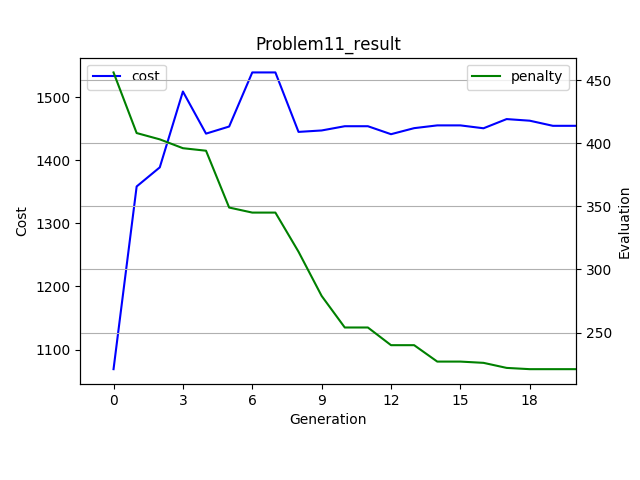 Problem11_result
cost
penalty
1500
1400
1300
1200
1100
Cost
450
400
350
300
250
Evaluation
0 3 6 9 12 15 18
Generation